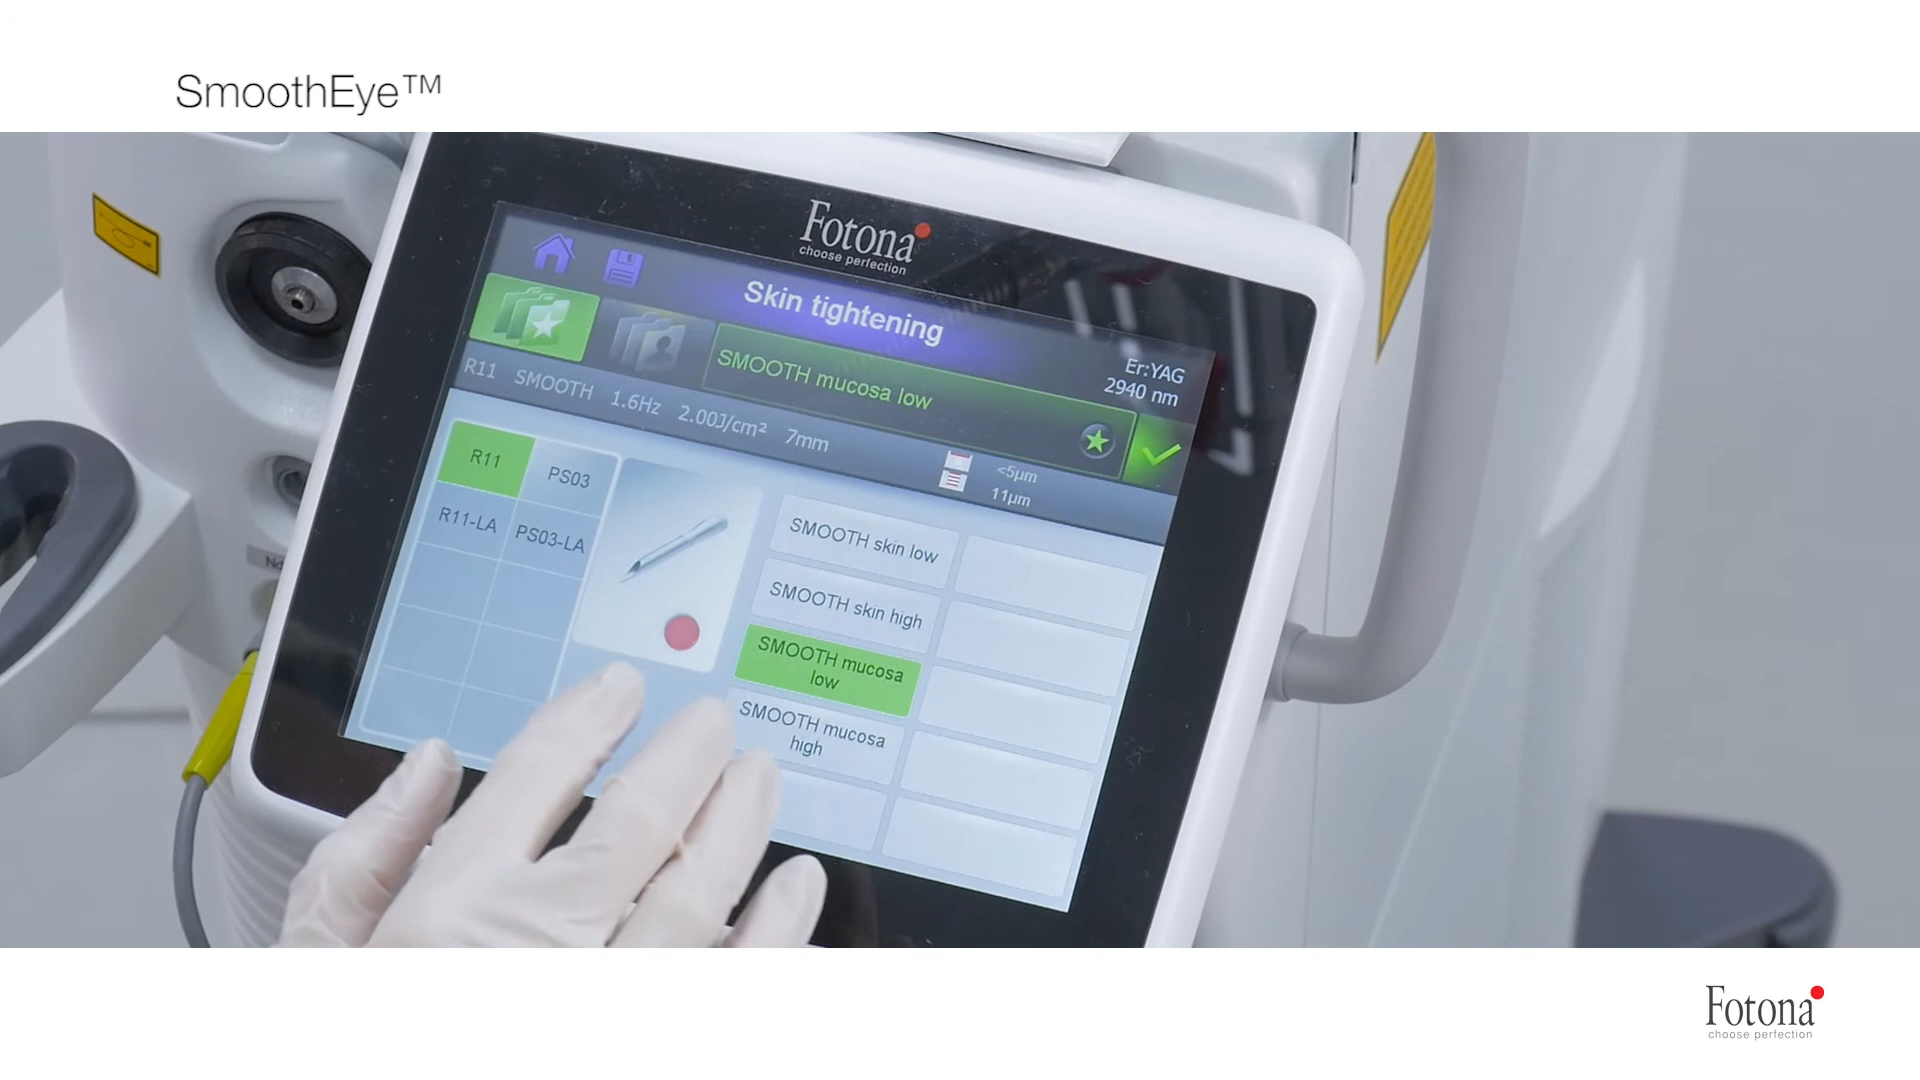 SmoothEye™
Fotona
choose perfection
Skin tightening
Er:YAG
2940 nm
SMOOTH mucosa low
R11 SMOOTH 1.6Hz 2.00J/cm² 7mm
<5µm
11µm
R11 PS03
R11-LA PS03-LA
SMOOTH skin low
SMOOTH skin high
SMOOTH mucosa
low
SMOOTH mucosa
high
Fotona
choose perfection